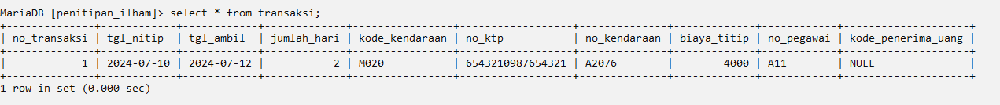 MariaDB [penitipan_ilham]> select * from transaksi;
+--------------+------------+------------+-------------+----------------+------------------+--------------+-------------+------------+--------------------+
| no_transaksi | tgl_nitip | tgl_ambil | jumlah_hari | kode_kendaraan | no_ktp | no_kendaraan | biaya_titip | no_pegawai | kode_penerima_uang |
+--------------+------------+------------+-------------+----------------+------------------+--------------+-------------+------------+--------------------+
| 1 | 2024-07-10 | 2024-07-12 | 2 | M020 | 6543210987654321 | A2076 | 4000 | A11 | NULL |
+--------------+------------+------------+-------------+----------------+------------------+--------------+-------------+------------+--------------------+
1 row in set (0.000 sec)